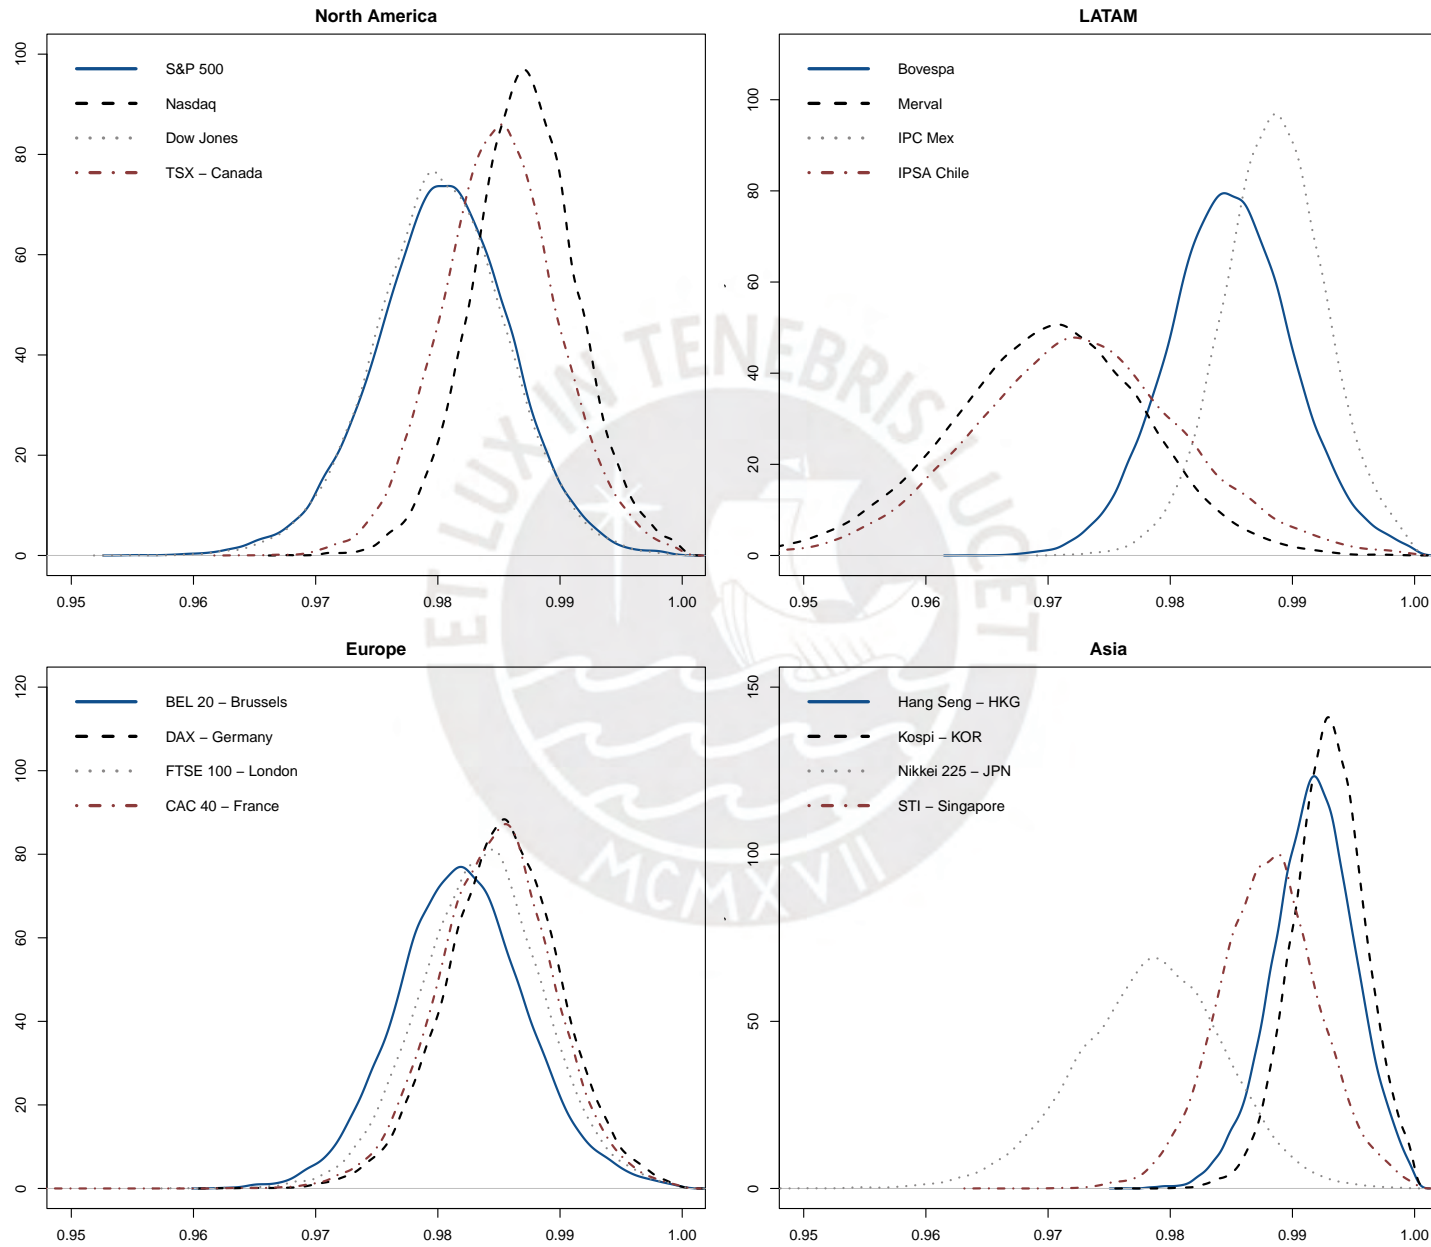 North America
S&P 500
Nasdaq
Dow Jones
TSX − Canada
100
80
60
40
20
0
0.95 0.96 0.97 0.98 0.99 1.00
LATAM
Bovespa
Merval
IPC Mex
IPSA Chile
100
80
60
40
20
0
0.95 0.96 0.97 0.98 0.99 1.00
ET LUX IN TENEBRIS LUCET
MCMXVII
Europe
BEL 20 − Brussels
DAX − Germany
FTSE 100 − London
CAC 40 − France
120
100
80
60
40
20
0
0.95 0.96 0.97 0.98 0.99 1.00
Asia
Hang Seng − HKG
Kospi − KOR
Nikkei 225 − JPN
STI − Singapore
150
100
50
0
0.95 0.96 0.97 0.98 0.99 1.00